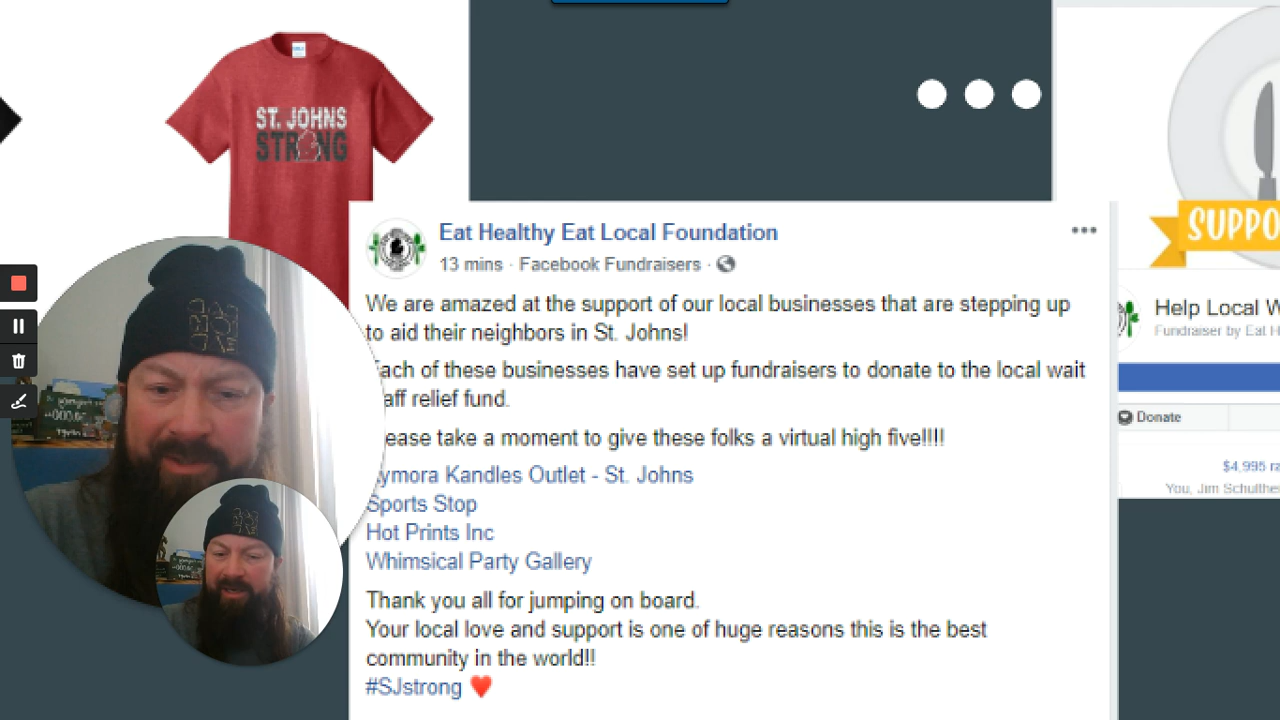 ST. JOHNS
STRONG
Eat Healthy Eat Local Foundation
13 mins · Facebook Fundraisers ·
We are amazed at the support of our local businesses that are stepping up
to aid their neighbors in St. Johns!
ach of these businesses have set up fundraisers to donate to the local wait
aff relief fund.
ease take a moment to give these folks a virtual high five!!!!
ymora Kandles Outlet - St. Johns
Sports Stop
Hot Prints Inc
Whimsical Party Gallery
Thank you all for jumping on board.
Your local love and support is one of huge reasons this is the best
community in the world!!
#SJstrong ❤️
SUPPO
Help Local W
Fundraiser by Eat H
Donate
$4,995 ra
You, Jim Schulthe